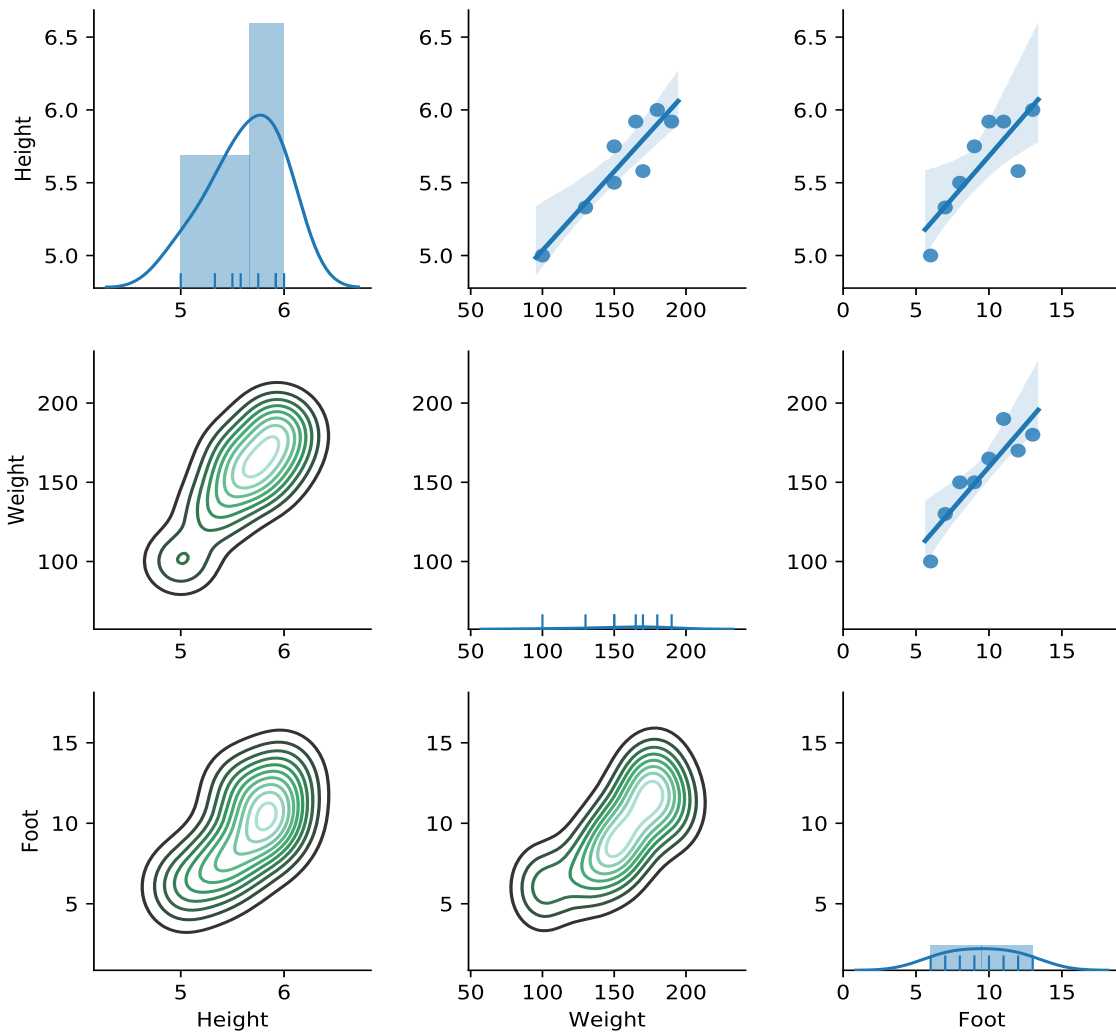 6.5 6.5 6.5
6.0 6.0 6.0
Height
5.5 5.5 5.5
5.0 5.0 5.0
5 6 50 100 150 200 0 5 10 15
200 200 200
Weight
150 150 150
100 100 100
5 6 50 100 150 200 0 5 10 15
15 15 15
10 10 10
Foot
5 5 5
5 6 50 100 150 200 0 5 10 15
Height Weight Foot